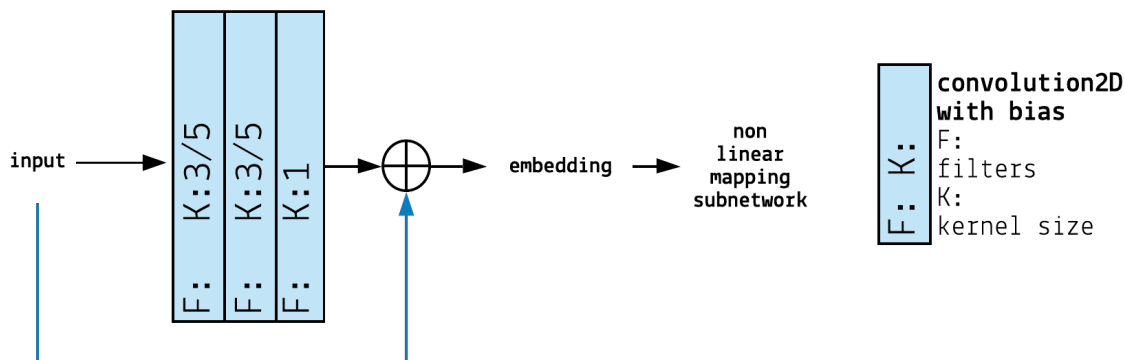 input
F: K:3/5
F: K:3/5
F: K:1
embedding
non
linear
mapping
subnetwork
F: K:
convolution2D
with bias
F:
filters
K:
kernel size